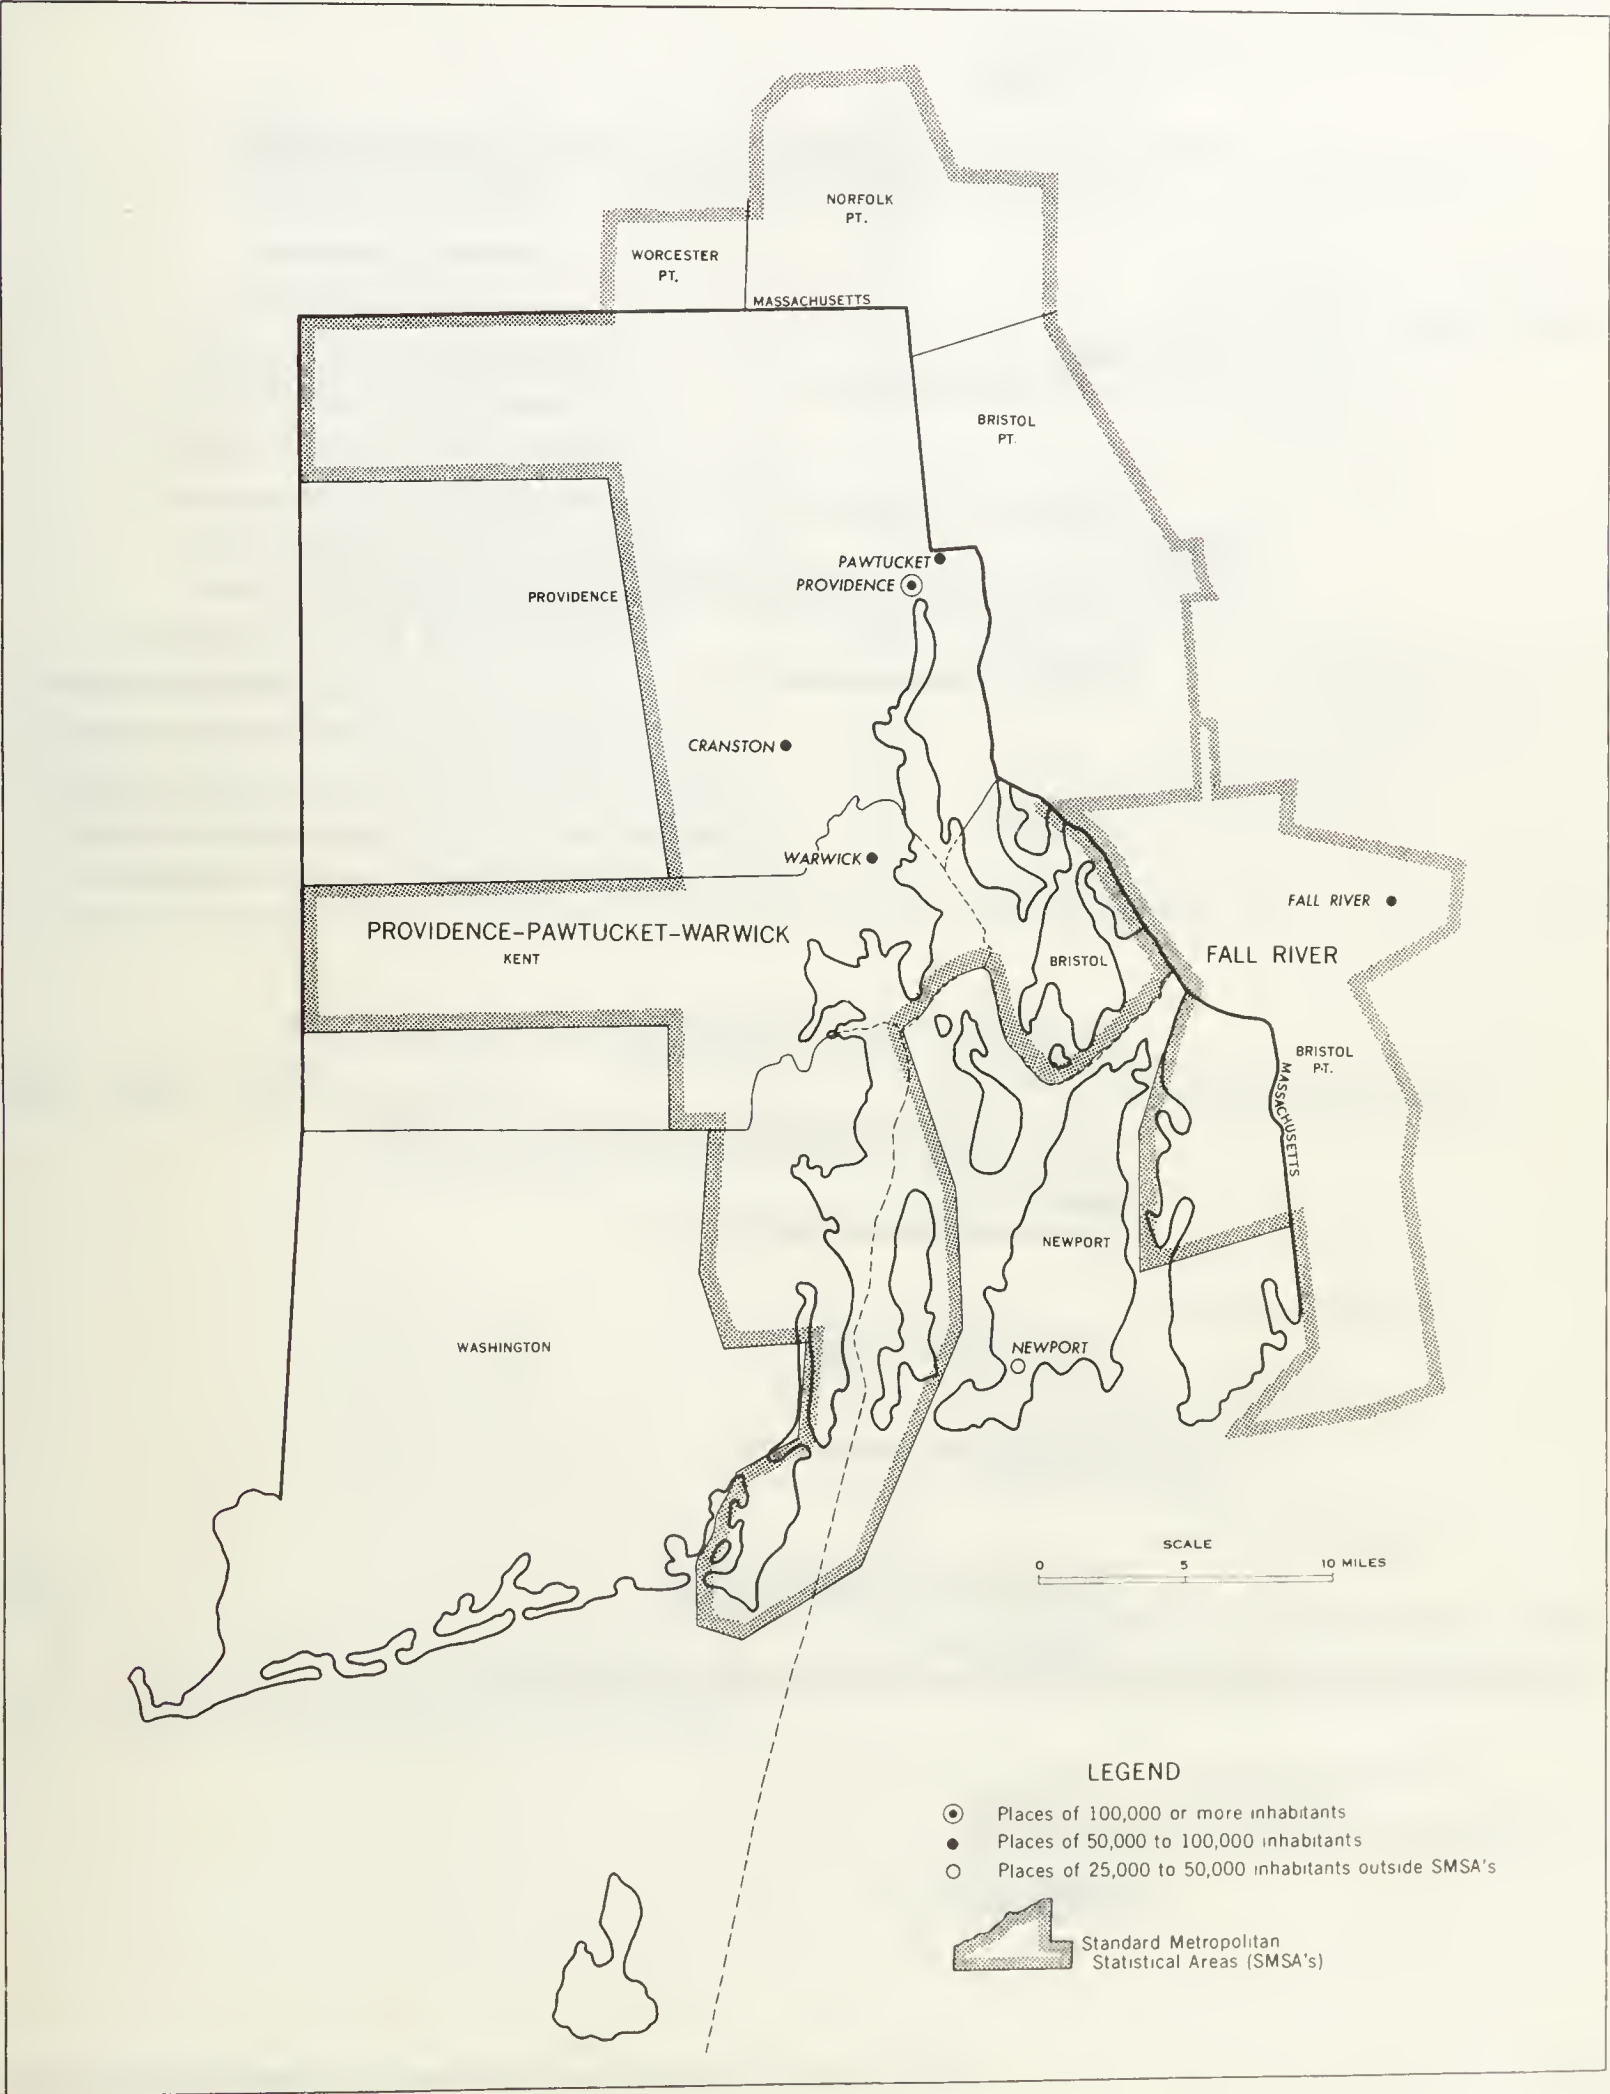 NORFOLK
PT.
WORCESTER
PT.
MASSACHUSETTS
BRISTOL
PT.
PAWTUCKET
PROVIDENCE
PROVIDENCE
CRANSTON
WARWICK
FALL RIVER
PROVIDENCE-PAWTUCKET-WARWICK
KENT
BRISTOL
FALL RIVER
BRISTOL
PT.
MASSACHUSETTS
NEWPORT
WASHINGTON
NEWPORT
SCALE
0 5 10 MILES
LEGEND
Places of 100,000 or more inhabitants
Places of 50,000 to 100,000 inhabitants
Places of 25,000 to 50,000 inhabitants outside SMSA's
Standard Metropolitan
Statistical Areas (SMSA's)